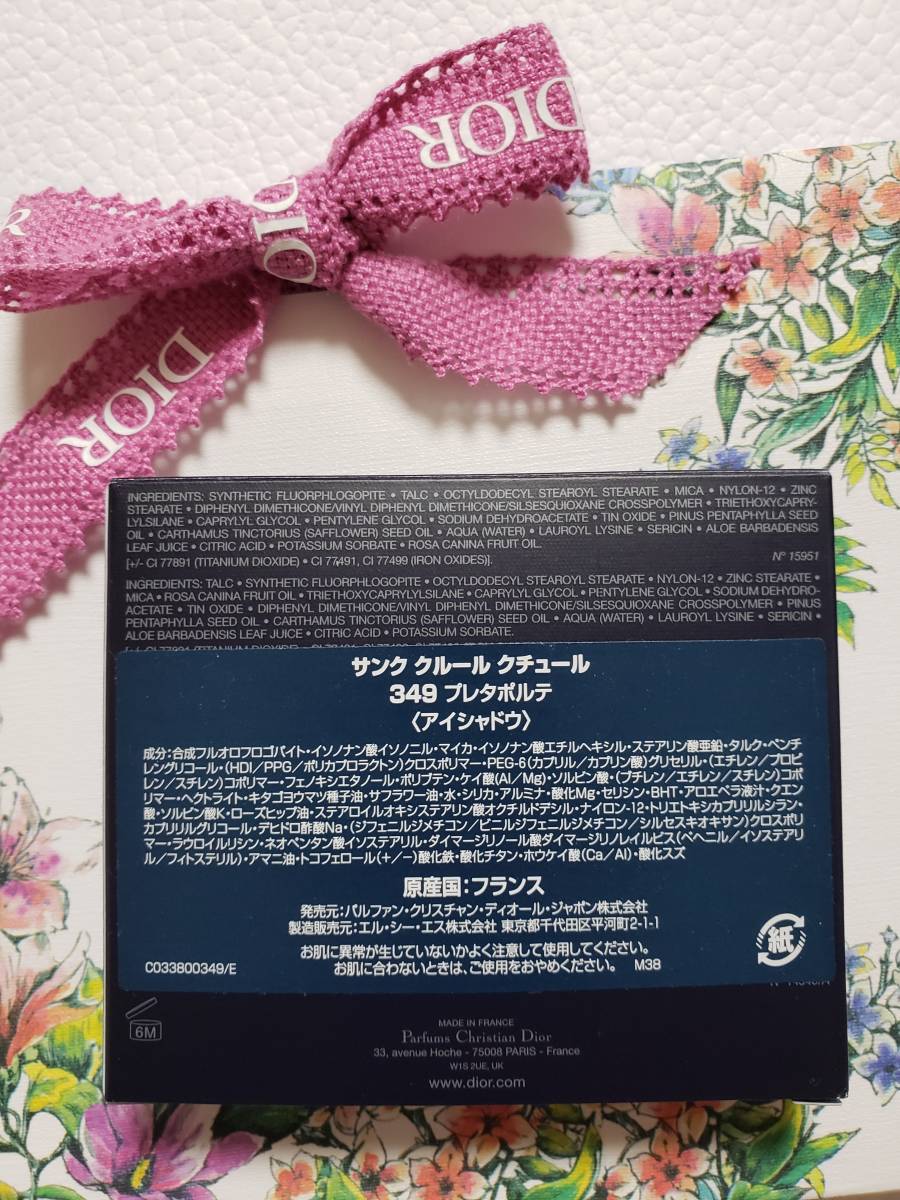 DIOR
DIO
DIOR
INGREDIENTS: SYNTHETIC FLUORPHLOGOPITE • TALC • OCTYLDODECYL STEAROYL STEARATE • MICA • NYLON-12 • ZINC
STEARATE • DIPHENYL DIMETHICONE/VINYL DIPHENYL DIMETHICONE/SILSESQUIOXANE CROSSPOLYMER • TRIETHOXYCAPRY-
LYLSILANE • CAPRYLYL GLYCOL • PENTYLENE GLYCOL • SODIUM DEHYDROACETATE • TIN OXIDE • PINUS PENTAPHYLLA SEED
OIL • CARTHAMUS TINCTORIUS (SAFFLOWER) SEED OIL • AQUA (WATER) • LAUROYL LYSINE • SERICIN • ALOE BARBADENSIS
LEAF JUICE • CITRIC ACID • POTASSIUM SORBATE • ROSA CANINA FRUIT OIL.
[+/- CI 77891 (TITANIUM DIOXIDE) • CI 77491, CI 77499 (IRON OXIDES)].
N° 15951
INGREDIENTS: TALC • SYNTHETIC FLUORPHLOGOPITE • OCTYLDODECYL STEAROYL STEARATE • NYLON-12 • ZINC STEARATE •
MICA • ROSA CANINA FRUIT OIL • TRIETHOXYCAPRYLYLSILANE • CAPRYLYL GLYCOL • PENTYLENE GLYCOL • SODIUM DEHYDRO-
ACETATE • TIN OXIDE • DIPHENYL DIMETHICONE/VINYL DIPHENYL DIMETHICONE/SILSESQUIOXANE CROSSPOLYMER • PINUS
PENTAPHYLLA SEED OIL • CARTHAMUS TINCTORIUS (SAFFLOWER) SEED OIL • AQUA (WATER) • LAUROYL LYSINE • SERICIN •
ALOE BARBADENSIS LEAF JUICE • CITRIC ACID • POTASSIUM SORBATE.
サンク クルール クチュール
349 プレタポルテ
〈アイシャドウ〉
成分：合成フルオロフロゴパイト・イソノナン酸イソノニル・マイカ・イソノナン酸エチルヘキシル・ステアリン酸亜鉛・タルク・ペンチ
レングリコール・（HDI／PPG／ポリカプロラクトン）クロスポリマー・PEG-6（カプリル／カプリン酸）グリセリル・（エチレン／プロピ
レン／スチレン）コポリマー・フェノキシエタノール・ポリブテン・ケイ酸（Al／Mg）・ソルビン酸・（ブチレン／エチレン／スチレン）コポ
リマー・ヘクトライト・キタゴヨウマツ種子油・サフラワー油・水・シリカ・アルミナ・酸化Mg・セリシン・BHT・アロエベラ液汁・クエン
酸・ソルビン酸K・ローズヒップ油・ステアロイルオキシステアリン酸オクチルドデシル・ナイロン-12・トリエトキシカプリリルシラン・
カプリリルグリコール・デヒドロ酢酸Na・（ジフェニルジメチコン／ビニルジフェニルジメチコン／シルセスキオキサン）クロスポリ
マー・ラウロイルリシン・ネオペンタン酸イソステアリル・ダイマージリノール酸ダイマージリノレイルビス（ベヘニル／イソステアリ
ル／フィトステリル）・アマニ油・トコフェロール（＋／−）酸化鉄・酸化チタン・ホウケイ酸（Ca／Al）・酸化スズ
原産国：フランス
発売元：パルファン・クリスチャン・ディオール・ジャポン株式会社
製造販売元：エル・シー・エス株式会社 東京都千代田区平河町2-1-1
お肌に異常が生じていないかよく注意して使用してください。
お肌に合わないときは、ご使用をおやめください。 M38
C033800349/E
紙
6M
MADE IN FRANCE
Parfums Christian Dior
33, avenue Hoche - 75008 PARIS - France
W1S 2UE, UK
www.dior.com